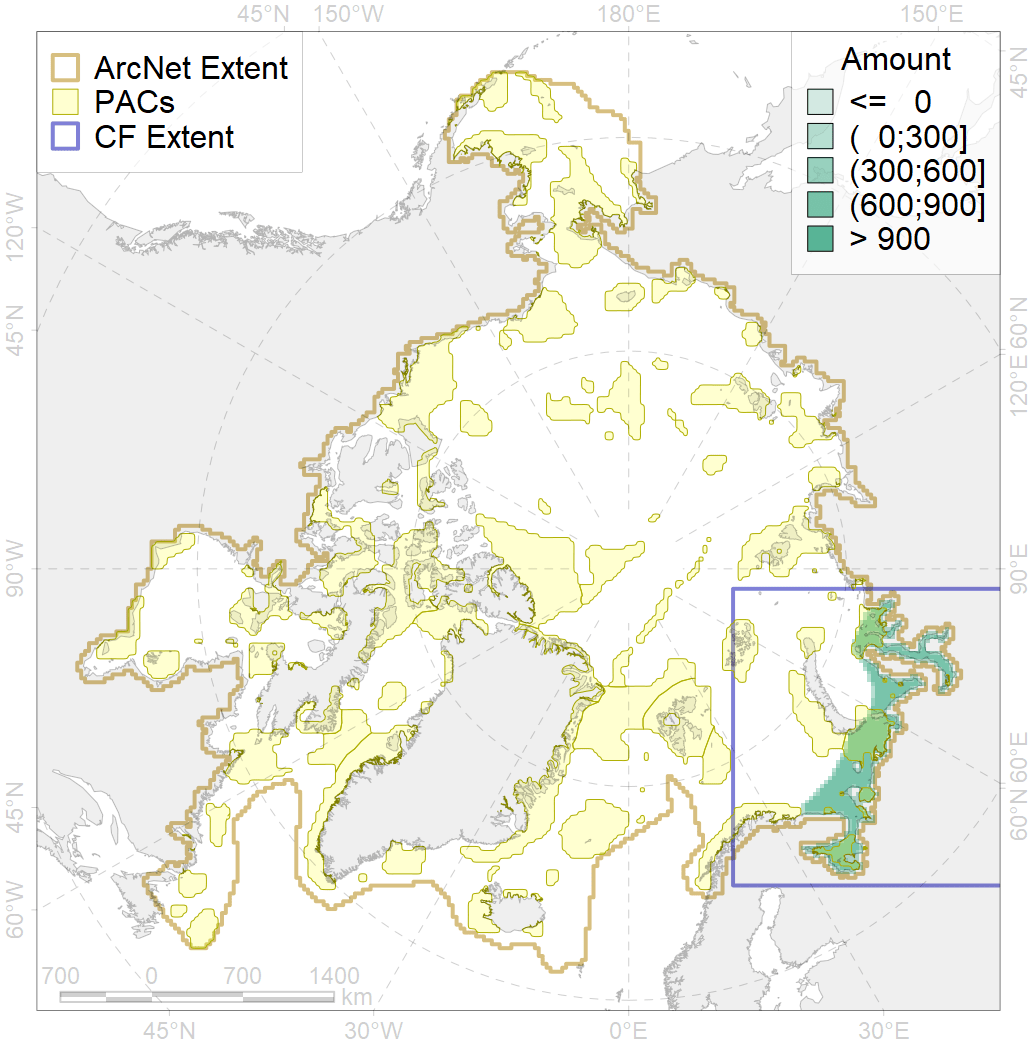 45°N 150°W 180°E 150°E
ArcNet Extent
PACs
CF Extent
Amount
<= 0
( 0;300]
(300;600]
(600;900]
> 900
120°W
45°N
90°W
45°N
60°W
45°N
60°N
120°E
90°E
60°E
60°N
700 0 700 1400
km
45°N 30°W 0°E 30°E